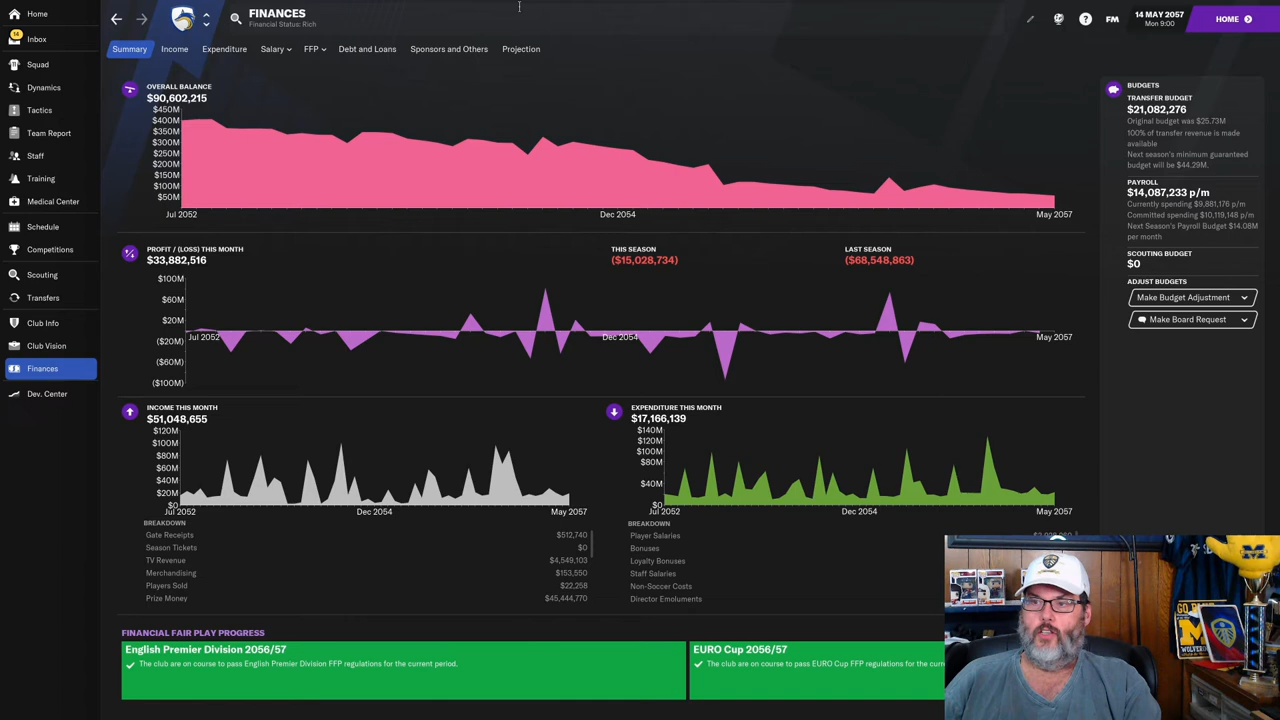 Home
14
Inbox
Squad
Dynamics
Tactics
Team Report
Staff
Training
Medical Center
Schedule
Competitions
Scouting
Transfers
Club Info
Club Vision
Finances
Dev. Center
FINANCES
Financial Status: Rich
FM
14 MAY 2057
Mon 9:00
HOME
Summary
Income
Expenditure
Salary
FFP
Debt and Loans
Sponsors and Others
Projection
OVERALL BALANCE
$90,602,215
$450M
$400M
$350M
$300M
$250M
$200M
$150M
$100M
$50M
Jul 2052
Dec 2054
May 2057
PROFIT / (LOSS) THIS MONTH
$33,882,516
THIS SEASON
($15,028,734)
LAST SEASON
($68,548,863)
$100M
$60M
$20M
($20M)
($60M)
($100M)
Jul 2052
Dec 2054
May 2057
INCOME THIS MONTH
$51,048,655
$120M
$100M
$80M
$60M
$40M
$20M
$0
Jul 2052
Dec 2054
May 2057
BREAKDOWN
Gate Receipts $512,740
Season Tickets $0
TV Revenue $4,549,103
Merchandising $153,550
Players Sold $22,258
Prize Money $45,444,770
EXPENDITURE THIS MONTH
$17,166,139
$140M
$120M
$100M
$80M
$40M
$0
Jul 2052
Dec 2054
May 2057
BREAKDOWN
Player Salaries
Bonuses
Loyalty Bonuses
Staff Salaries
Non-Soccer Costs
Director Emoluments
FINANCIAL FAIR PLAY PROGRESS
English Premier Division 2056/57
The club are on course to pass English Premier Division FFP regulations for the current period.
EURO Cup 2056/57
The club are on course to pass EURO Cup FFP regulations for the
BUDGETS
TRANSFER BUDGET
$21,082,276
Original budget was $25.73M
100% of transfer revenue is made
available
Next season's minimum guaranteed
budget will be $44.29M.
PAYROLL
$14,087,233 p/m
Currently spending $9,881,176 p/m
Committed spending $10,119,148 p/m
Next Season's Payroll Budget $14.08M
per month
SCOUTING BUDGET
$0
ADJUST BUDGETS
Make Budget Adjustment
Make Board Request
GO BLUE
M
WOLVERINES